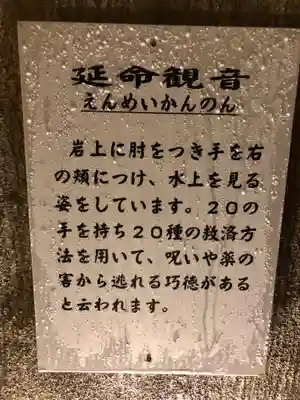 延命観音
えんめいかんのん
岩上に肘をつき手を右
の頬につけ、水上を見る
姿をしています。２０の
手を持ち２０種の救済方
法を用いて、呪いや薬の
害から逃れる巧徳がある
と云われます。